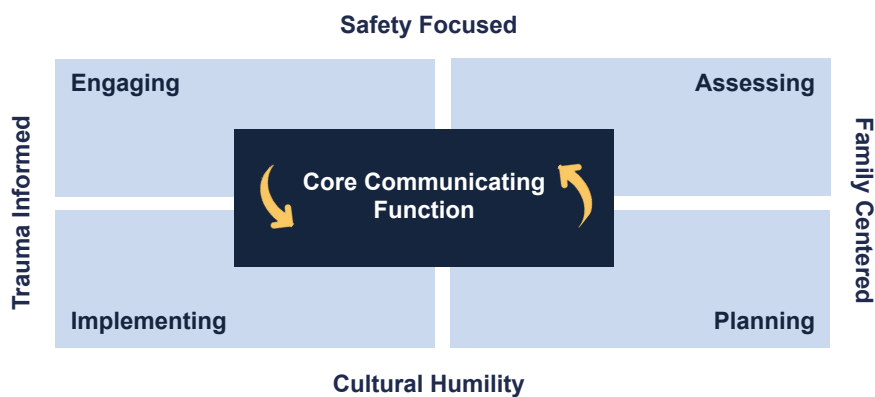 Safety Focused
Engaging
Assessing
Trauma Informed
Core Communicating
Function
Family Centered
Implementing
Planning
Cultural Humility